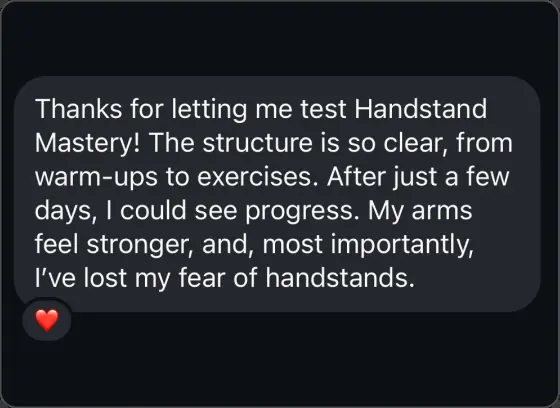 Thanks for letting me test Handstand
Mastery! The structure is so clear, from
warm-ups to exercises. After just a few
days, I could see progress. My arms
feel stronger, and, most importantly,
I’ve lost my fear of handstands.